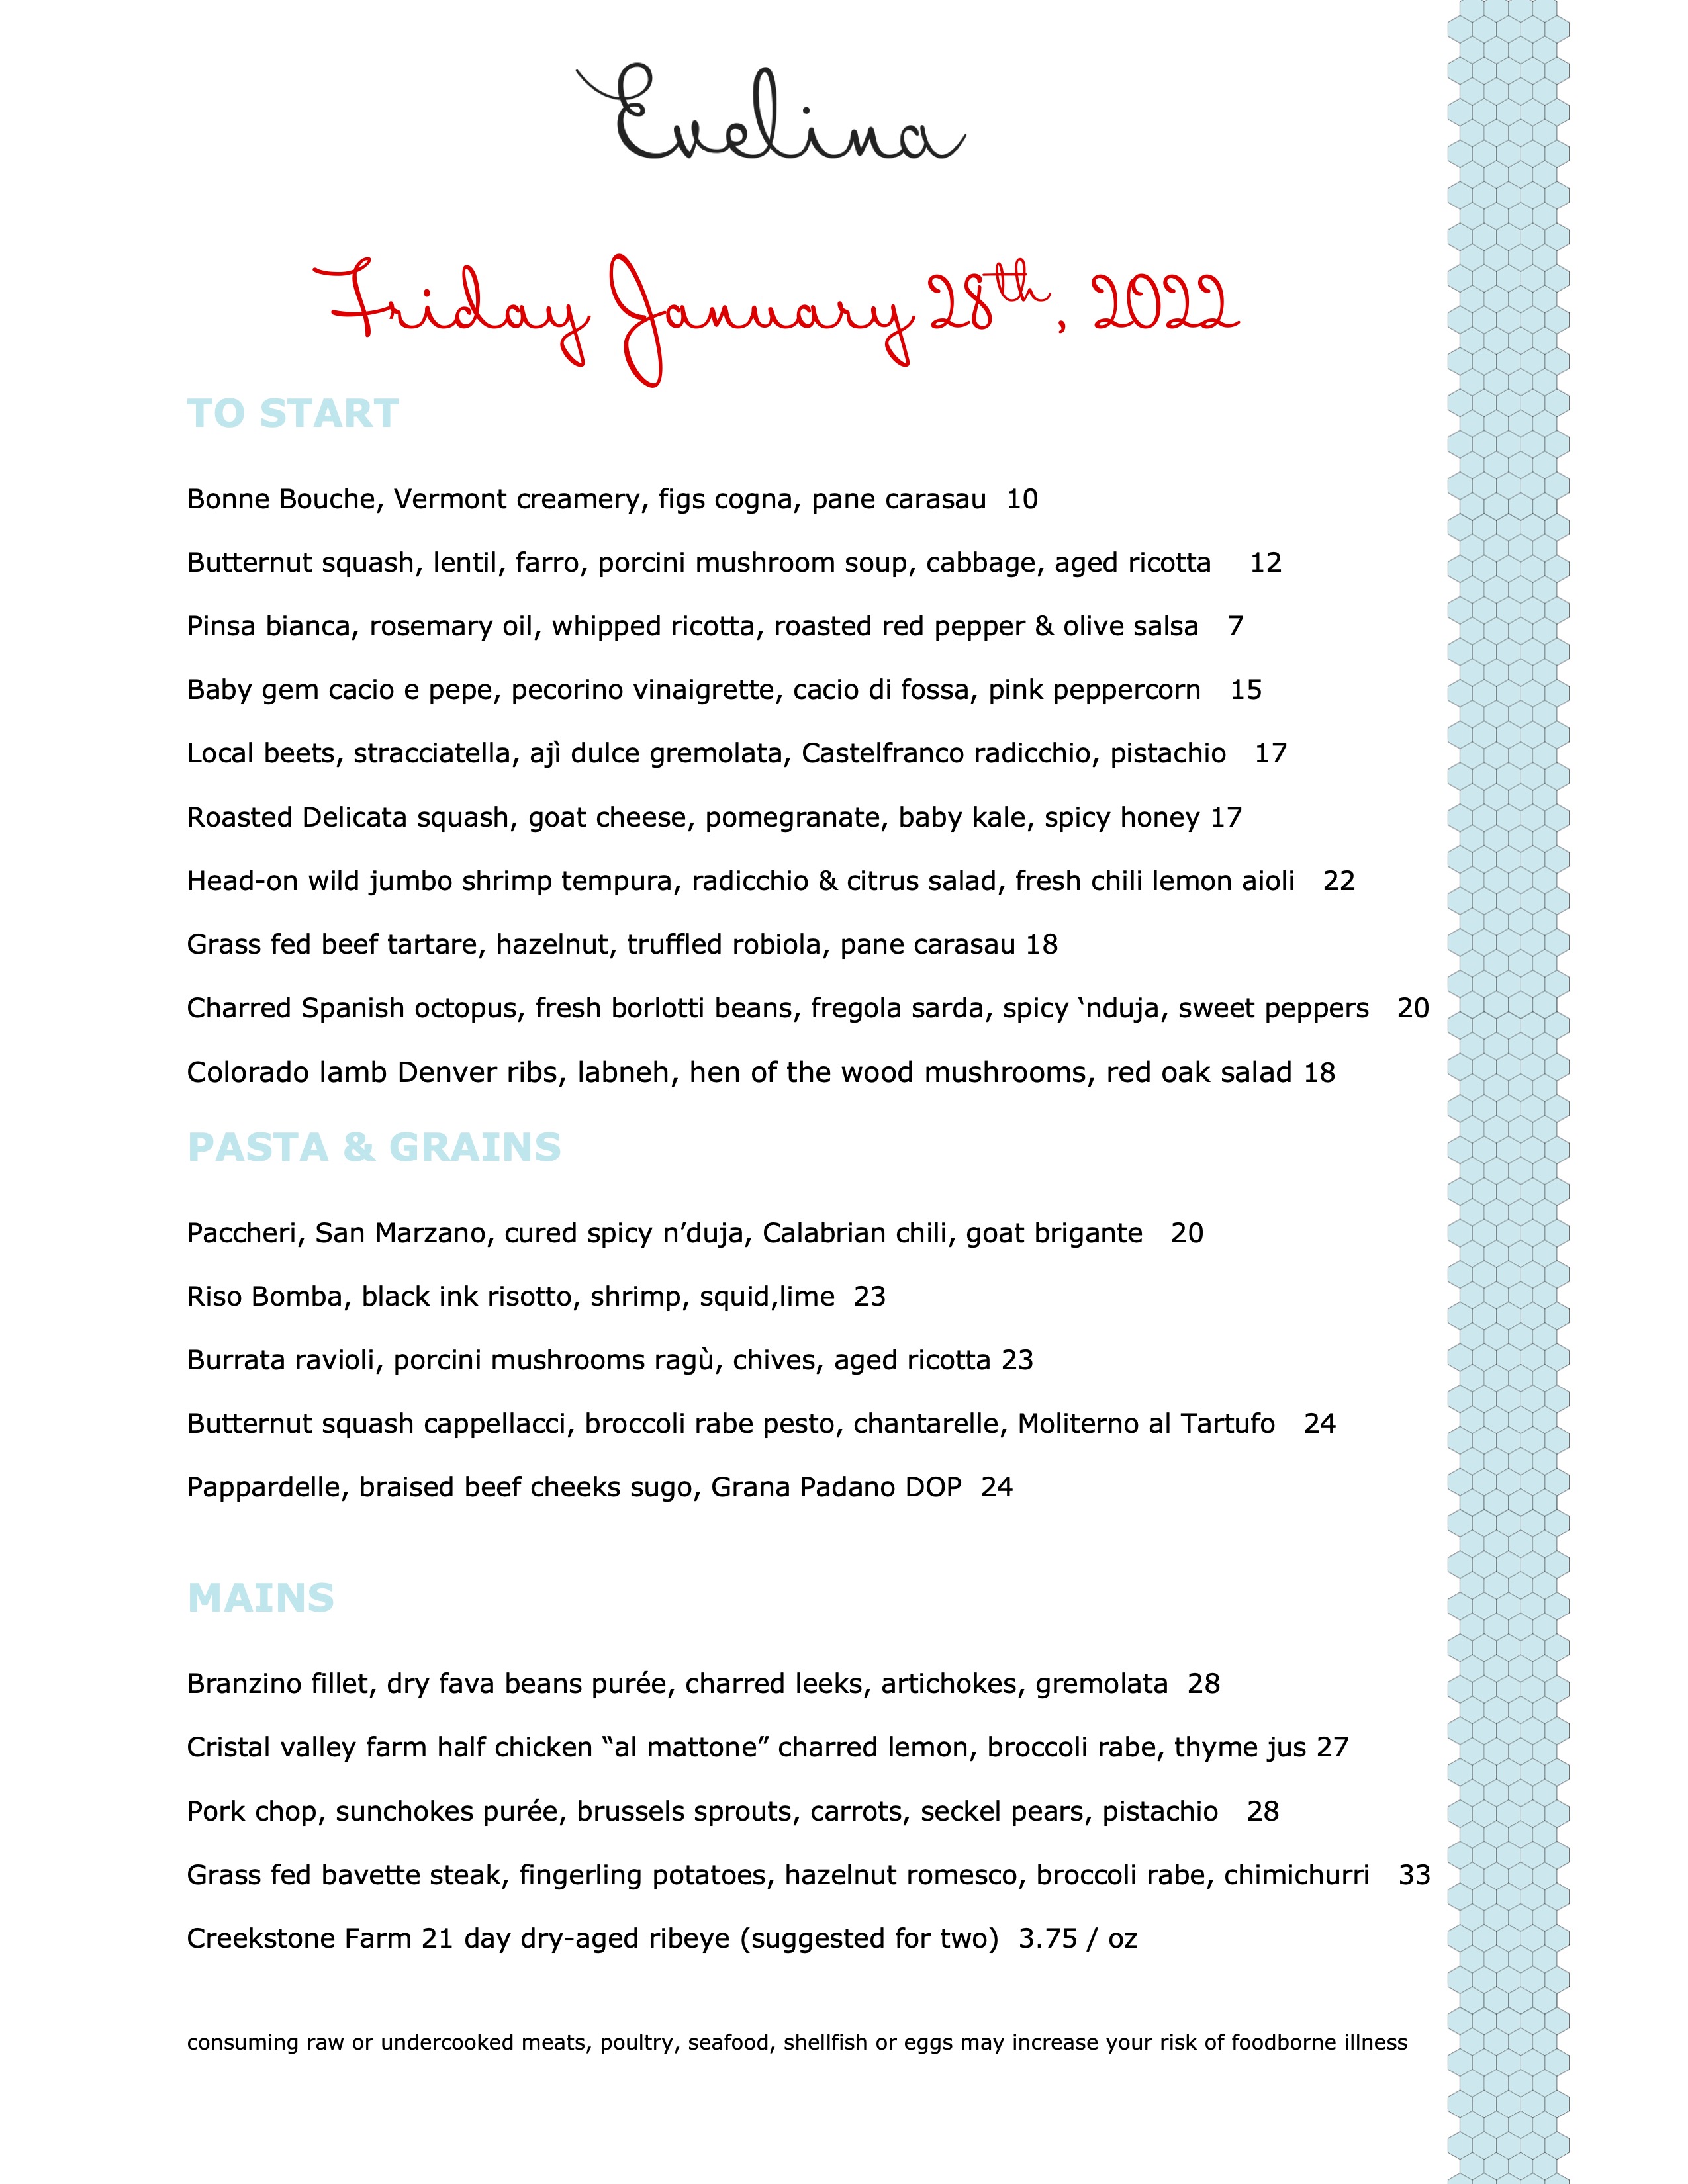 Evelina
Friday January 28th, 2022
TO START
Bonne Bouche, Vermont creamery, figs cogna, pane carasau 10
Butternut squash, lentil, farro, porcini mushroom soup, cabbage, aged ricotta 12
Pinsa bianca, rosemary oil, whipped ricotta, roasted red pepper & olive salsa 7
Baby gem cacio e pepe, pecorino vinaigrette, cacio di fossa, pink peppercorn 15
Local beets, stracciatella, ajì dulce gremolata, Castelfranco radicchio, pistachio 17
Roasted Delicata squash, goat cheese, pomegranate, baby kale, spicy honey 17
Head-on wild jumbo shrimp tempura, radicchio & citrus salad, fresh chili lemon aioli 22
Grass fed beef tartare, hazelnut, truffled robiola, pane carasau 18
Charred Spanish octopus, fresh borlotti beans, fregola sarda, spicy ‘nduja, sweet peppers 20
Colorado lamb Denver ribs, labneh, hen of the wood mushrooms, red oak salad 18
PASTA & GRAINS
Paccheri, San Marzano, cured spicy n’duja, Calabrian chili, goat brigante 20
Riso Bomba, black ink risotto, shrimp, squid,lime 23
Burrata ravioli, porcini mushrooms ragù, chives, aged ricotta 23
Butternut squash cappellacci, broccoli rabe pesto, chantarelle, Moliterno al Tartufo 24
Pappardelle, braised beef cheeks sugo, Grana Padano DOP 24
MAINS
Branzino fillet, dry fava beans purée, charred leeks, artichokes, gremolata 28
Cristal valley farm half chicken “al mattone” charred lemon, broccoli rabe, thyme jus 27
Pork chop, sunchokes purée, brussels sprouts, carrots, seckel pears, pistachio 28
Grass fed bavette steak, fingerling potatoes, hazelnut romesco, broccoli rabe, chimichurri 33
Creekstone Farm 21 day dry-aged ribeye (suggested for two) 3.75 / oz
consuming raw or undercooked meats, poultry, seafood, shellfish or eggs may increase your risk of foodborne illness